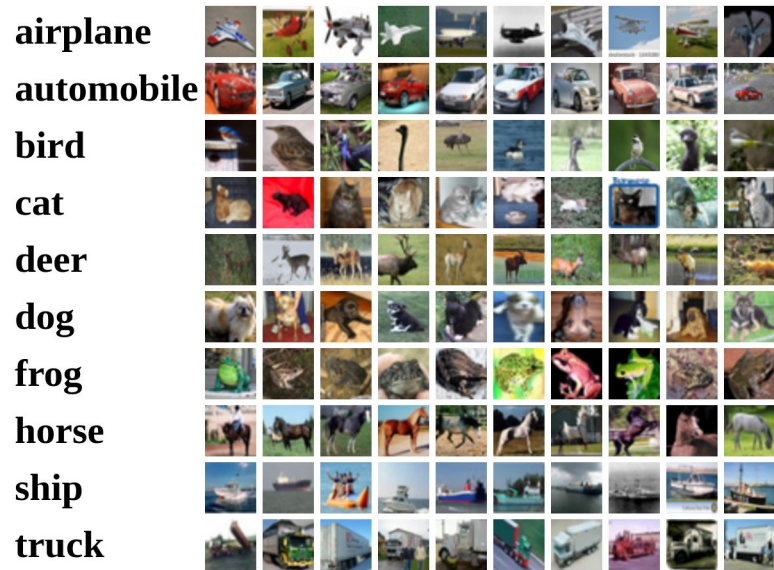 airplane
automobile
bird
cat
deer
dog
frog
horse
ship
truck